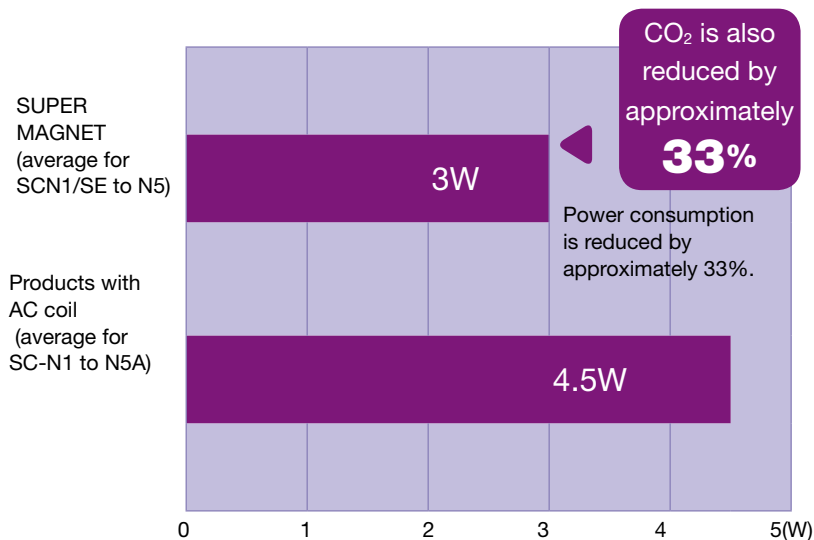 CO₂ is also
reduced by
approximately
33%
SUPER
MAGNET
(average for
SCN1/SE to N5)
3W
Power consumption
is reduced by
approximately 33%.
Products with
AC coil
(average for
SC-N1 to N5A)
4.5W
0 1 2 3 4 5(W)